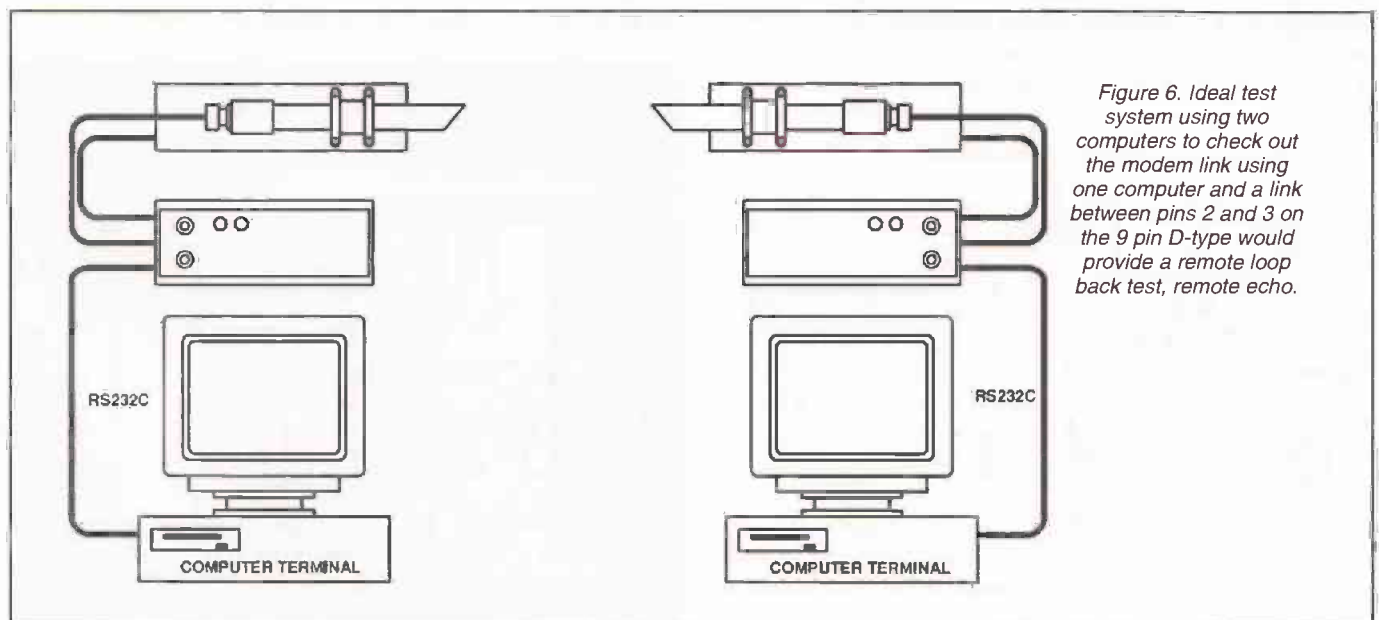 Figure 6. Ideal test
system using two
computers to check out
the modem link using
one computer and a link
between pins 2 and 3 on
the 9 pin D-type would
provide a remote loop
back test, remote echo.
RS232C
RS232C
COMPUTER TERMINAL
COMPUTER TERMINAL